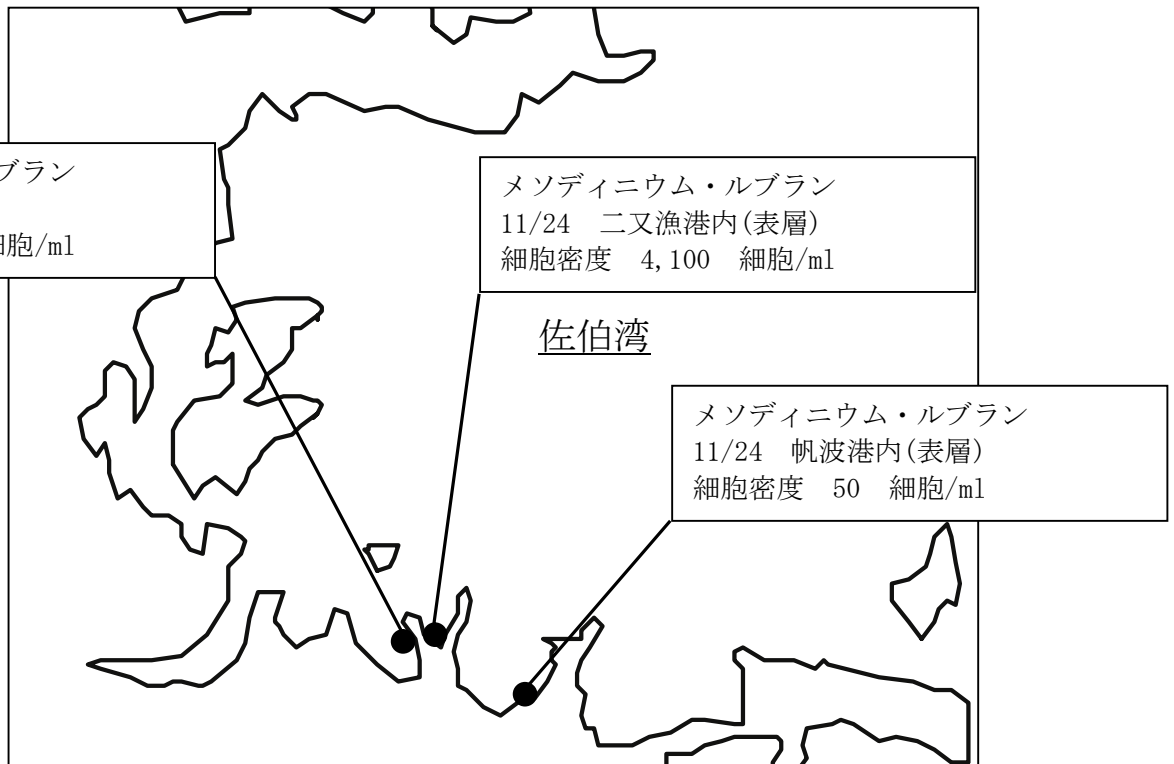 ブラン
細胞/ml
メソディニウム・ルブラン
11/24 二又漁港内(表層)
細胞密度 4,100 細胞/ml
佐伯湾
メソディニウム・ルブラン
11/24 帆波港内(表層)
細胞密度 50 細胞/ml